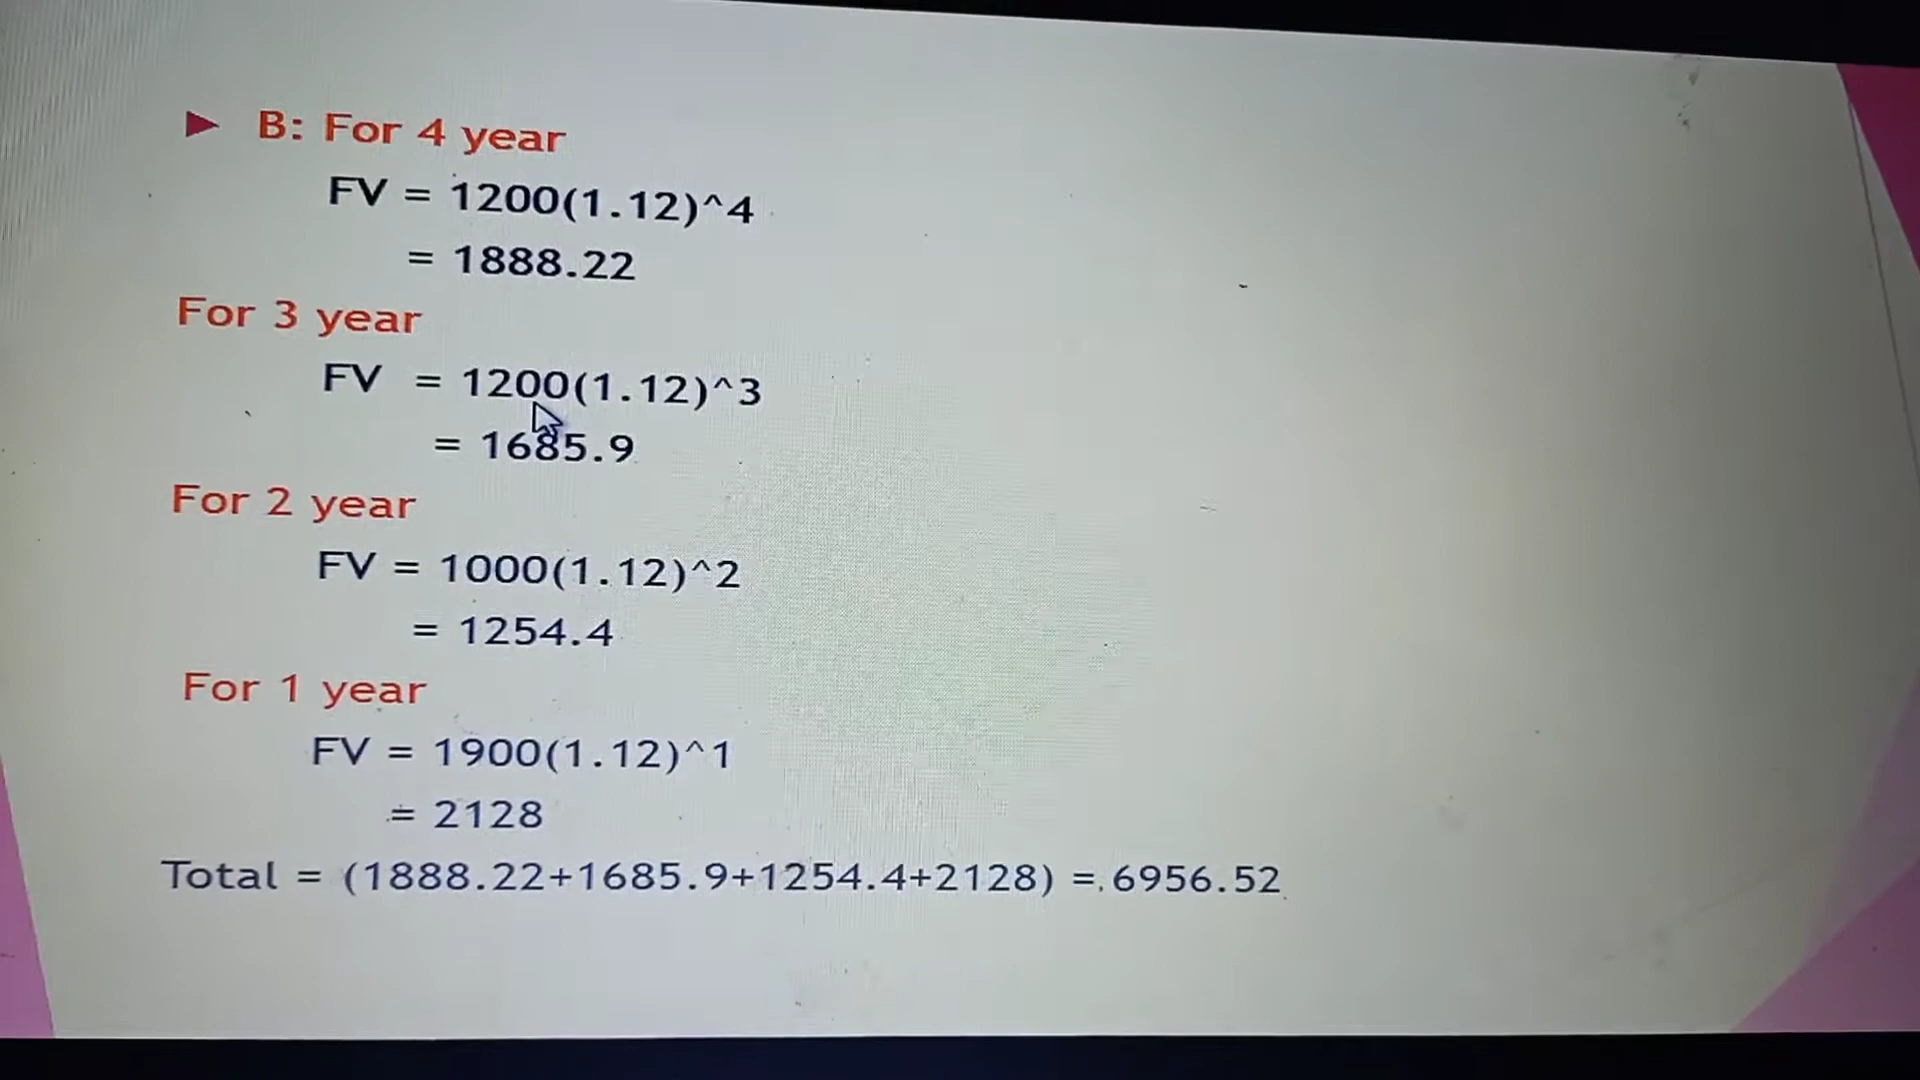 B: For 4 year
FV = 1200(1.12)^4
= 1888.22
For 3 year
FV = 1200(1.12)^3
= 1685.9
For 2 year
FV = 1000(1.12)^2
= 1254.4
For 1 year
FV = 1900(1.12)^1
= 2128
Total = (1888.22+1685.9+1254.4+2128) = 6956.52